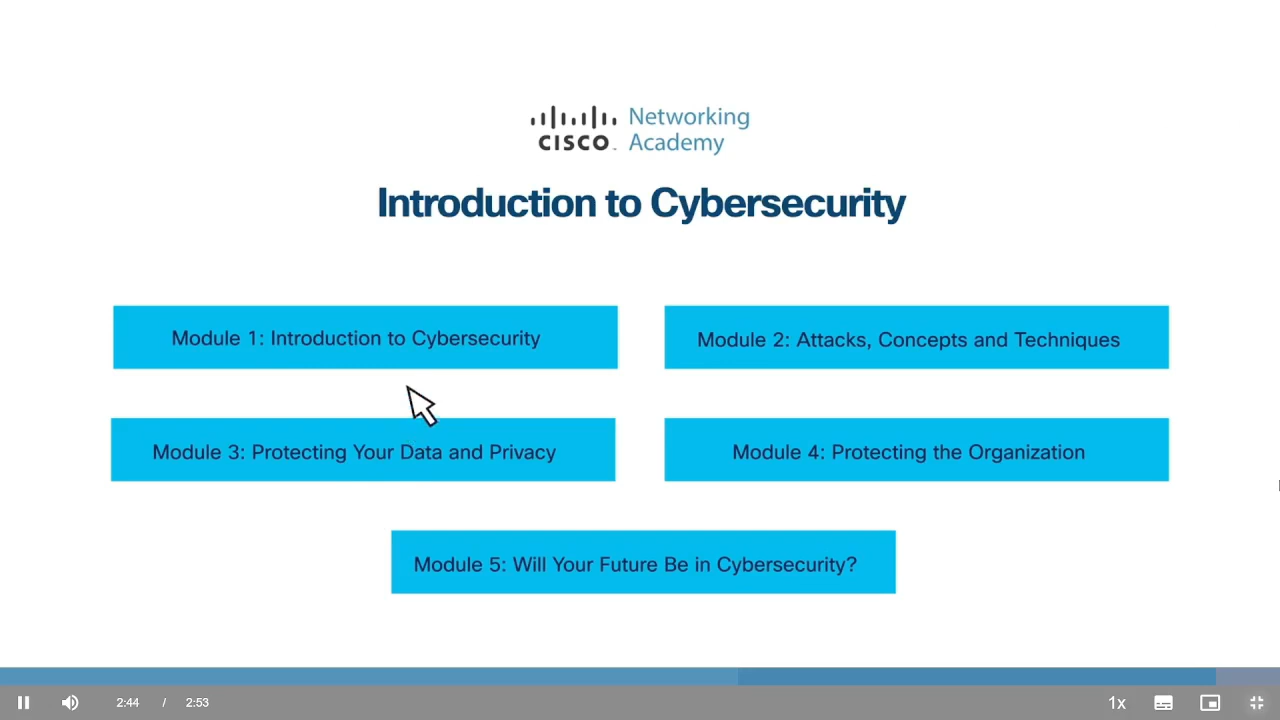 Networking
CISCO Academy
Introduction to Cybersecurity
Module 1: Introduction to Cybersecurity
Module 2: Attacks, Concepts and Techniques
Module 3: Protecting Your Data and Privacy
Module 4: Protecting the Organization
Module 5: Will Your Future Be in Cybersecurity?
2:44 / 2:53 1x